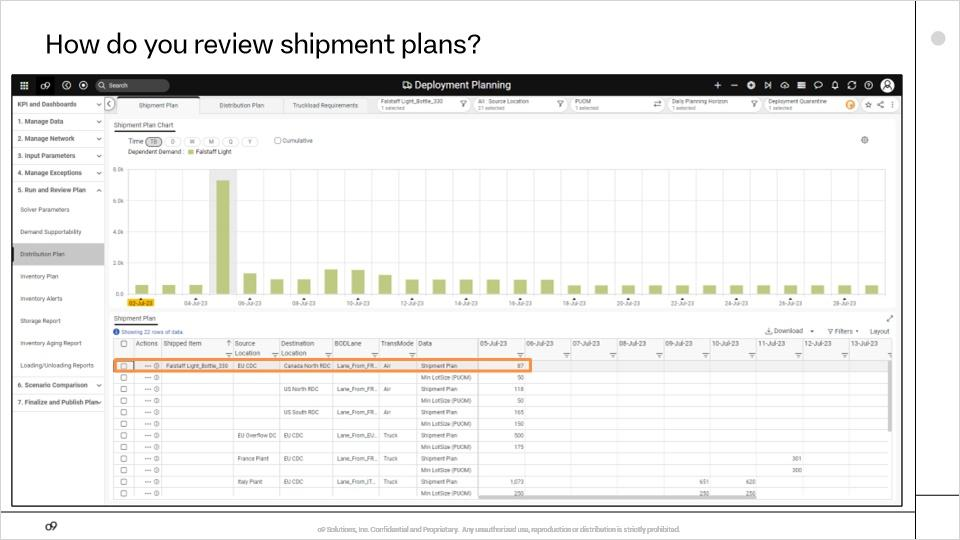 How do you review shipment plans?
o9
Search
Deployment Planning
KPI and Dashboards
1. Manage Data
2. Manage Network
3. Input Parameters
4. Manage Exceptions
5. Run and Review Plan
Solver Parameters
Demand Supportability
Distribution Plan
Inventory Plan
Inventory Alerts
Storage Report
Inventory Aging Report
Loading/Unloading Reports
6. Scenario Comparison
7. Finalize and Publish Plan
Shipment Plan
Distribution Plan
Truckload Requirements
Falstaff Light_Bottle_330
1 selected
All : Source Location
21 selected
PUOM
1 selected
Daily Planning Horizon
1 selected
Deployment Quarantine
1 selected
Shipment Plan Chart
Time TB D W M Q Y Cumulative
Dependent Demand : Falstaff Light
8.0k
6.0k
4.0k
2.0k
0.0
02-Jul-23 04-Jul-23 06-Jul-23 08-Jul-23 10-Jul-23 12-Jul-23 14-Jul-23 16-Jul-23 18-Jul-23 20-Jul-23 22-Jul-23 24-Jul-23 26-Jul-23 28-Jul-23
Shipment Plan
Showing 22 rows of data.
Download Filters Layout
Actions Shipped Item Source Location Destination Location BODLane TransMode Data 05-Jul-23 06-Jul-23 07-Jul-23 08-Jul-23 09-Jul-23 10-Jul-23 11-Jul-23 12-Jul-23 13-Jul-23
Falstaff Light_Bottle_330 EU CDC Canada North RDC Lane_From_FR... Air Shipment Plan 87
Min LotSize (PUOM) 50
US North RDC Lane_From_FR... Air Shipment Plan 118
Min LotSize (PUOM) 50
US South RDC Lane_From_FR... Air Shipment Plan 165
Min LotSize (PUOM) 150
EU Overflow DC EU CDC Lane_From_EU... Truck Shipment Plan 500
Min LotSize (PUOM) 175
France Plant EU CDC Lane_From_FR... Truck Shipment Plan 301
Min LotSize (PUOM) 300
Italy Plant EU CDC Lane_From_IT... Truck Shipment Plan 1,073 651 620
Min LotSize (PUOM) 250 250 250
o9
o9 Solutions, Inc. Confidential and Proprietary. Any unauthorized use, reproduction or distribution is strictly prohibited.